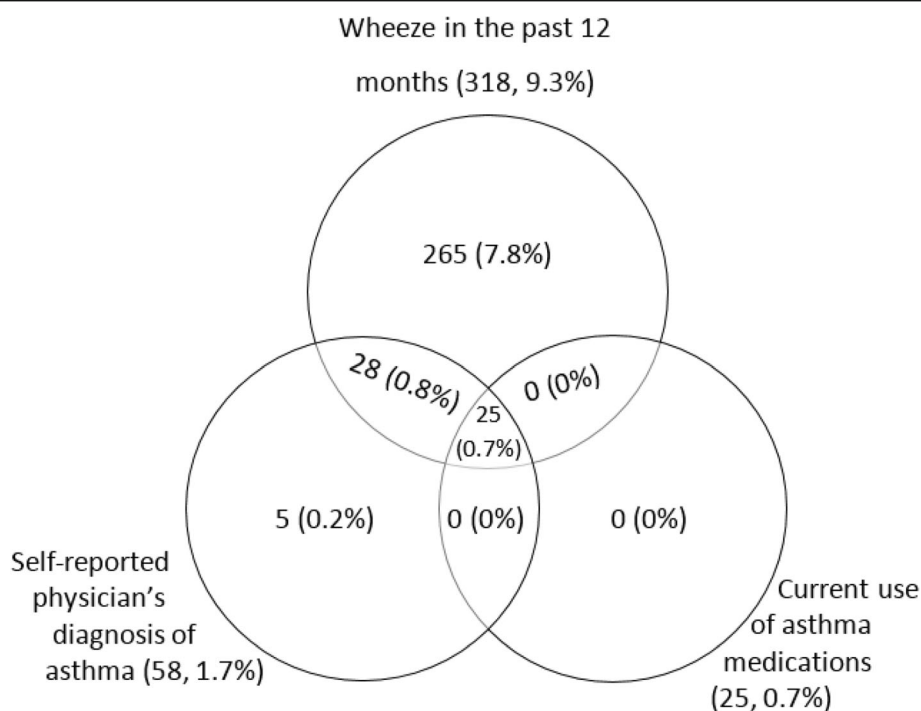 Wheeze in the past 12
months (318, 9.3%)
265 (7.8%)
28 (0.8%)
0 (0%)
25
(0.7%)
5 (0.2%)
0 (0%)
0 (0%)
Self-reported
physician’s
diagnosis of
asthma (58, 1.7%)
Current use
of asthma
medications
(25, 0.7%)